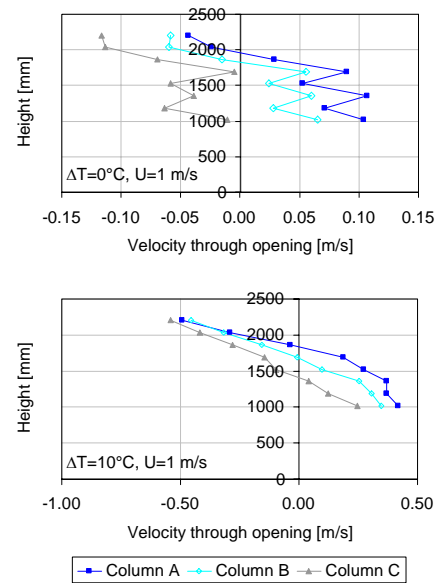 2500
2000
1500
1000
500
0
Height [mm]
ΔT=0°C, U=1 m/s
-0.15 -0.10 -0.05 0.00 0.05 0.10 0.15
Velocity through opening [m/s]
2500
2000
1500
1000
500
0
Height [mm]
ΔT=10°C, U=1 m/s
-1.00 -0.50 0.00 0.50
Velocity through opening [m/s]
Column A Column B Column C